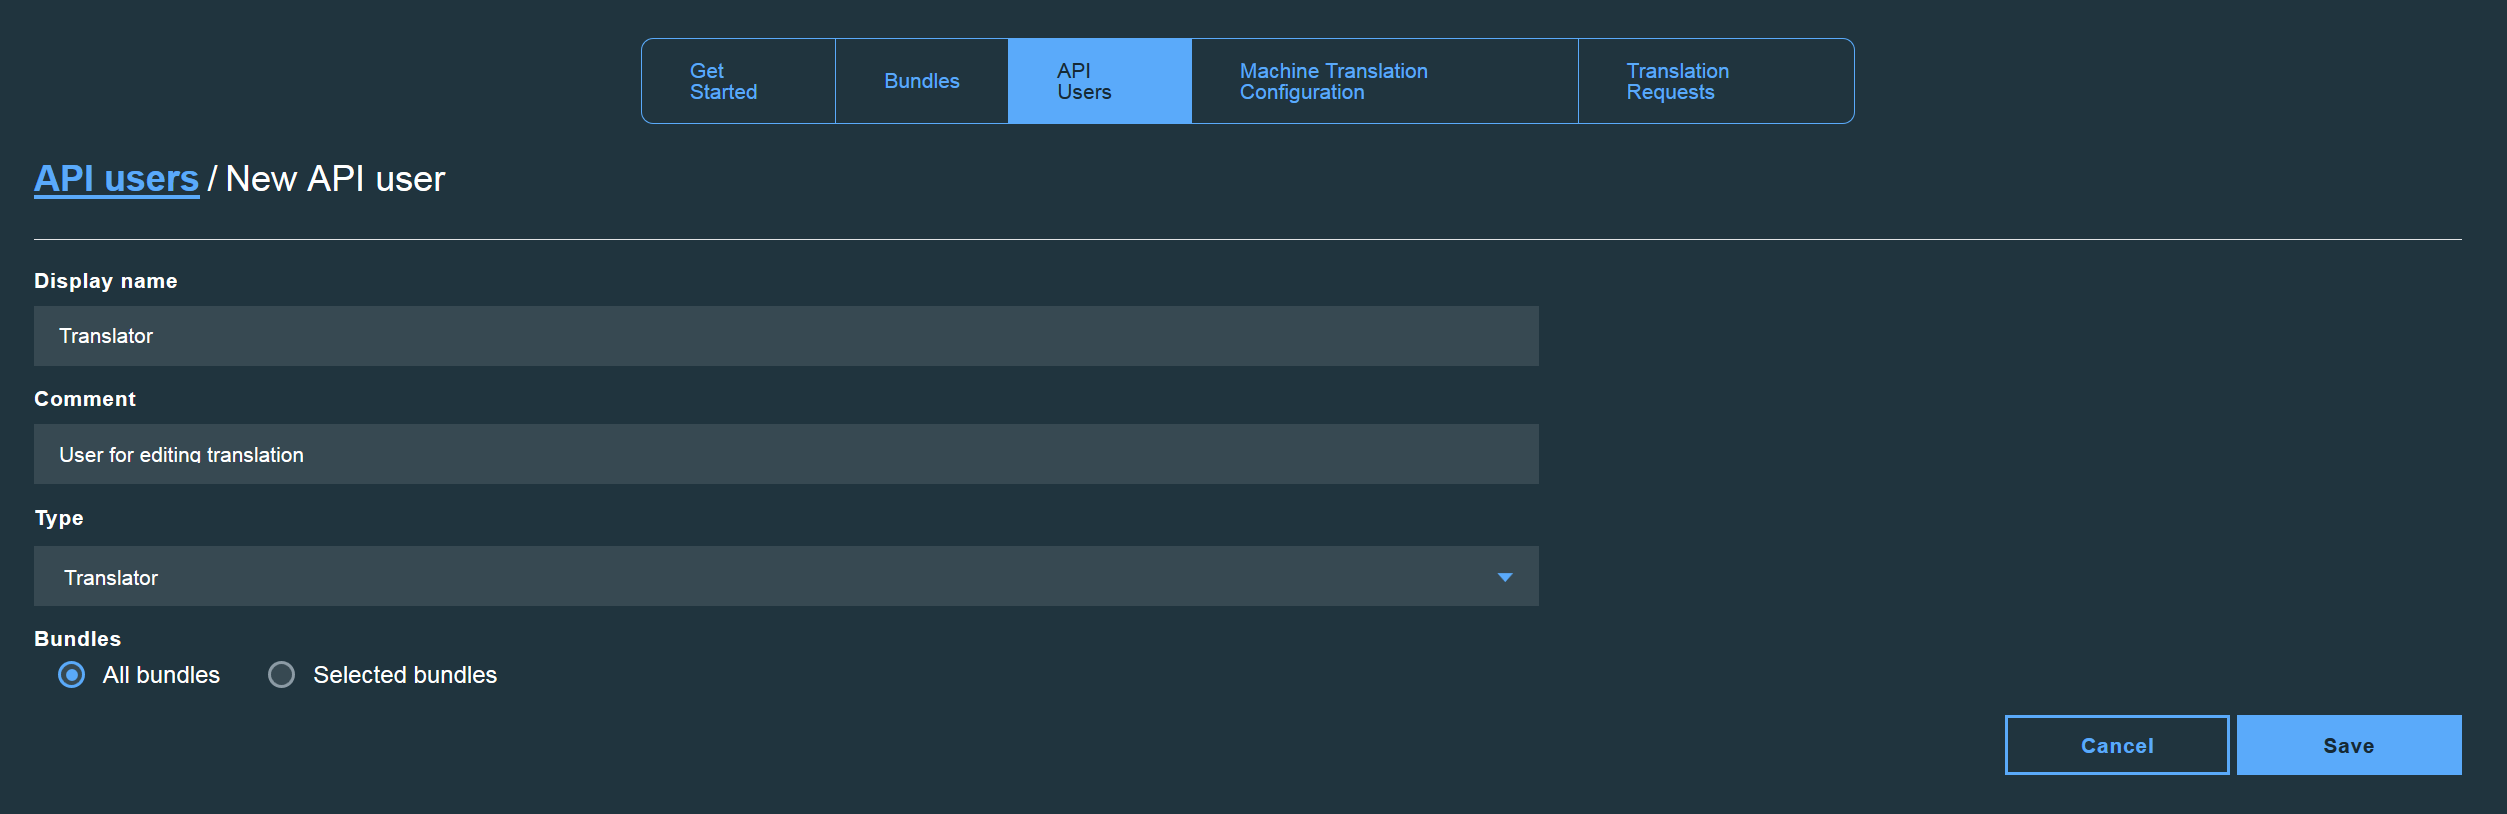 Get
Started
Bundles
API
Users
Machine Translation
Configuration
Translation
Requests
API users / New API user
Display name
Translator
Comment
User for editing translation
Type
Translator
Bundles
All bundles
Selected bundles
Cancel
Save